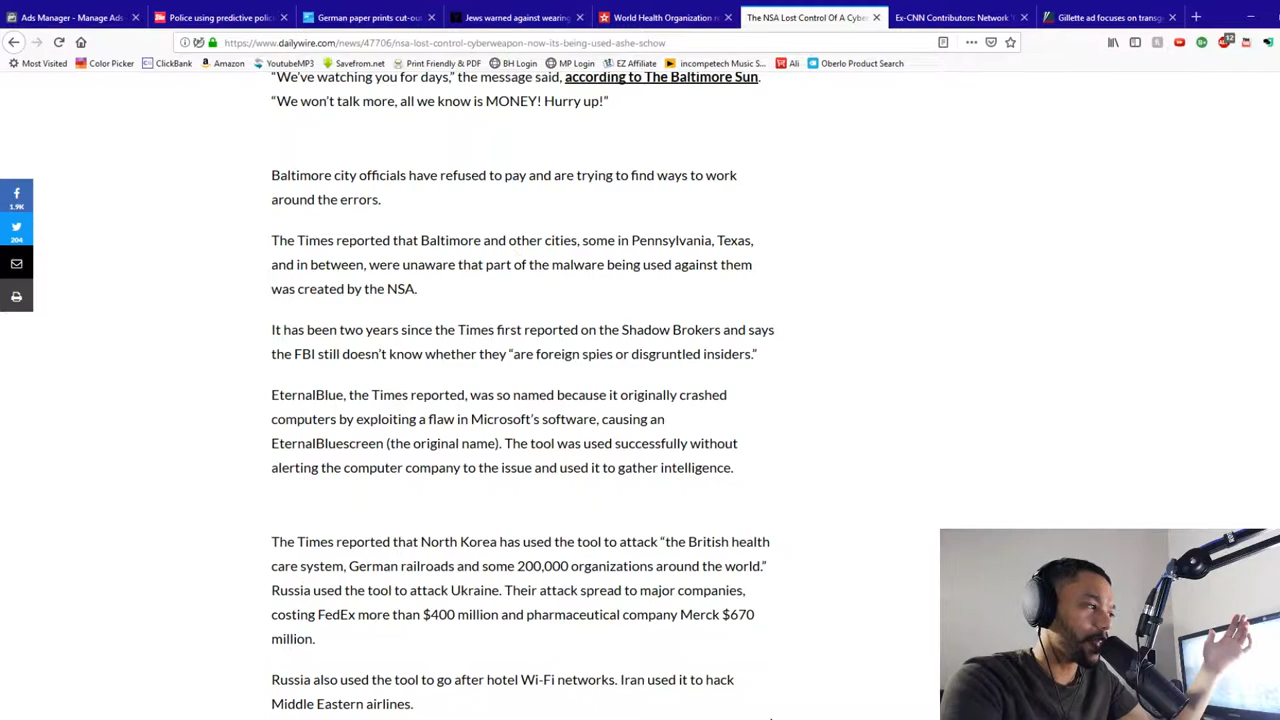 Ads Manager - Manage Ads
Police using predictive polic
German paper prints cut-out
Jews warned against wearing
World Health Organization re
The NSA Lost Control Of A Cyber
Ex-CNN Contributors: Network '
Gillette ad focuses on transg
https://www.dailywire.com/news/47706/nsa-lost-control-cyberweapon-now-its-being-used-ashe-schow
12
Most Visited
Color Picker
ClickBank
Amazon
YoutubeMP3
Savefrom.net
Print Friendly & PDF
BH Login
MP Login
EZ Affiliate
incompetech Music S...
Ali
Oberlo Product Search
“We’ve watching you for days,” the message said, according to The Baltimore Sun.
“We won’t talk more, all we know is MONEY! Hurry up!”
Baltimore city officials have refused to pay and are trying to find ways to work
around the errors.
1.9K
204
The Times reported that Baltimore and other cities, some in Pennsylvania, Texas,
and in between, were unaware that part of the malware being used against them
was created by the NSA.
It has been two years since the Times first reported on the Shadow Brokers and says
the FBI still doesn’t know whether they “are foreign spies or disgruntled insiders.”
EternalBlue, the Times reported, was so named because it originally crashed
computers by exploiting a flaw in Microsoft’s software, causing an
EternalBluescreen (the original name). The tool was used successfully without
alerting the computer company to the issue and used it to gather intelligence.
The Times reported that North Korea has used the tool to attack “the British health
care system, German railroads and some 200,000 organizations around the world.”
Russia used the tool to attack Ukraine. Their attack spread to major companies,
costing FedEx more than $400 million and pharmaceutical company Merck $670
million.
Russia also used the tool to go after hotel Wi-Fi networks. Iran used it to hack
Middle Eastern airlines.